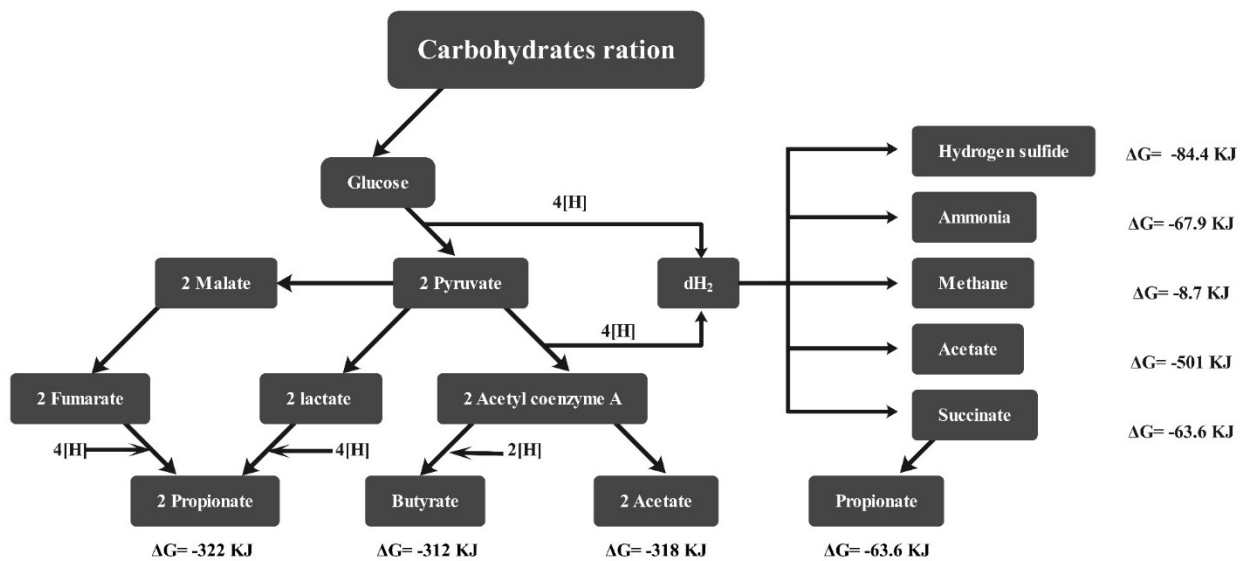 Carbohydrates ration
Glucose
4[H]
Hydrogen sulfide
ΔG= -84.4 KJ
Ammonia
ΔG= -67.9 KJ
2 Malate
2 Pyruvate
dH₂
Methane
ΔG= -8.7 KJ
4[H]
Acetate
ΔG= -501 KJ
2 Fumarate
2 lactate
2 Acetyl coenzyme A
Succinate
ΔG= -63.6 KJ
4[H]
4[H]
2[H]
2 Propionate
Butyrate
2 Acetate
Propionate
ΔG= -322 KJ
ΔG= -312 KJ
ΔG= -318 KJ
ΔG= -63.6 KJ